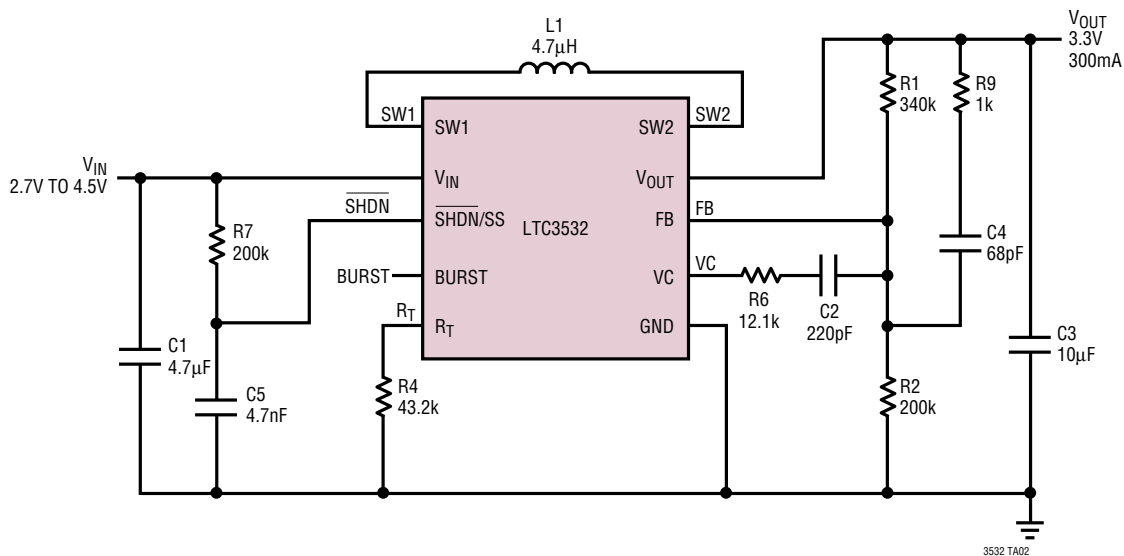 L1
4.7µH
VOUT
3.3V
300mA
R1
340k
R9
1k
SW1
SW1
SW2
SW2
VIN
2.7V TO 4.5V
VIN
VOUT
SHDN
SHDN/SS
LTC3532
FB
FB
R7
200k
C4
68pF
BURST
BURST
VC
VC
R6
12.1k
C2
220pF
RT
RT
GND
C1
4.7µF
C3
10µF
C5
4.7nF
R4
43.2k
R2
200k
3532 TA02